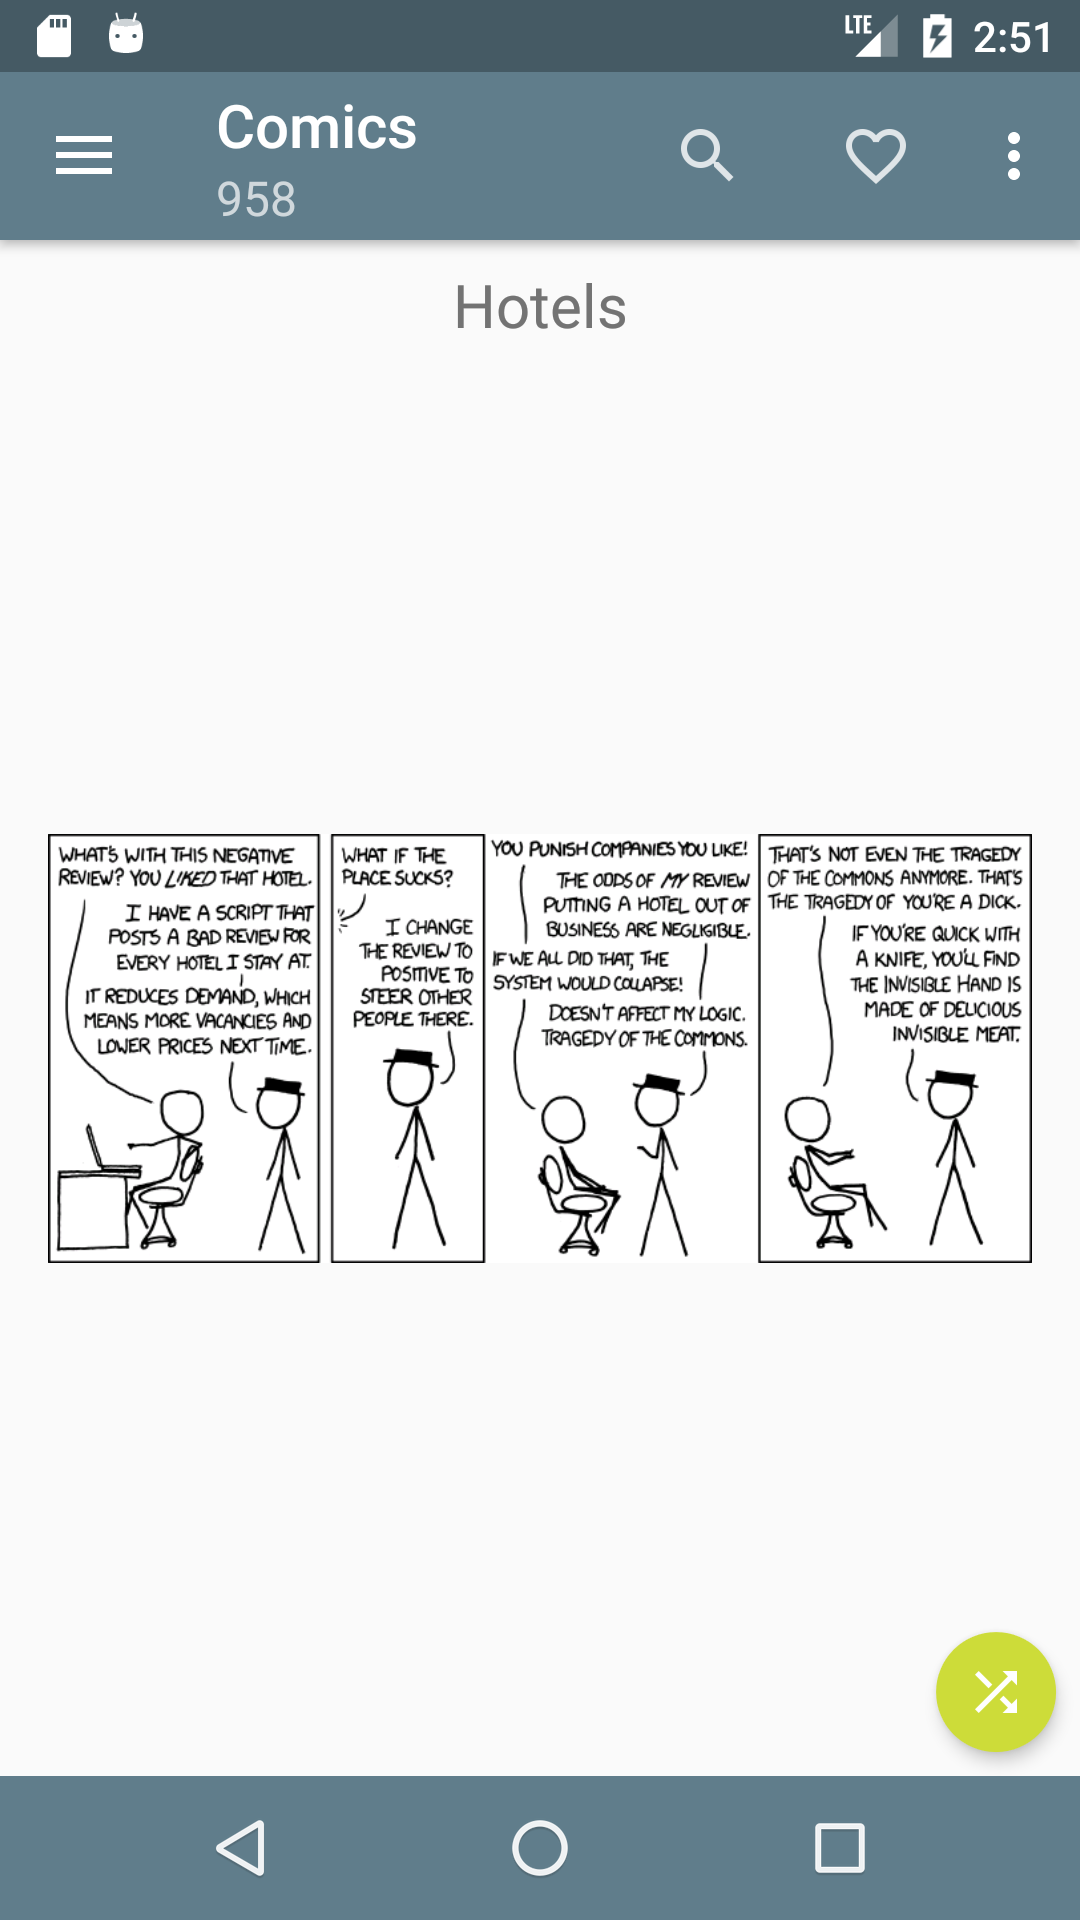 LTE
2:51
Comics
958
Hotels
WHAT'S WITH THIS NEGATIVE
REVIEW? YOU LIKED THAT HOTEL.
I HAVE A SCRIPT THAT
POSTS A BAD REVIEW FOR
EVERY HOTEL I STAY AT.
IT REDUCES DEMAND, WHICH
MEANS MORE VACANCIES AND
LOWER PRICES NEXT TIME.
WHAT IF THE
PLACE SUCKS?
I CHANGE
THE REVIEW TO
POSITIVE TO
STEER OTHER
PEOPLE THERE.
YOU PUNISH COMPANIES YOU LIKE!
THE ODDS OF MY REVIEW
PUTTING A HOTEL OUT OF
BUSINESS ARE NEGLIGIBLE.
IF WE ALL DID THAT, THE
SYSTEM WOULD COLLAPSE!
DOESN'T AFFECT MY LOGIC.
TRAGEDY OF THE COMMONS.
THAT'S NOT EVEN THE TRAGEDY
OF THE COMMONS ANYMORE. THAT'S
THE TRAGEDY OF YOU'RE A DICK.
IF YOU'RE QUICK WITH
A KNIFE, YOU'LL FIND
THE INVISIBLE HAND IS
MADE OF DELICIOUS
INVISIBLE MEAT.